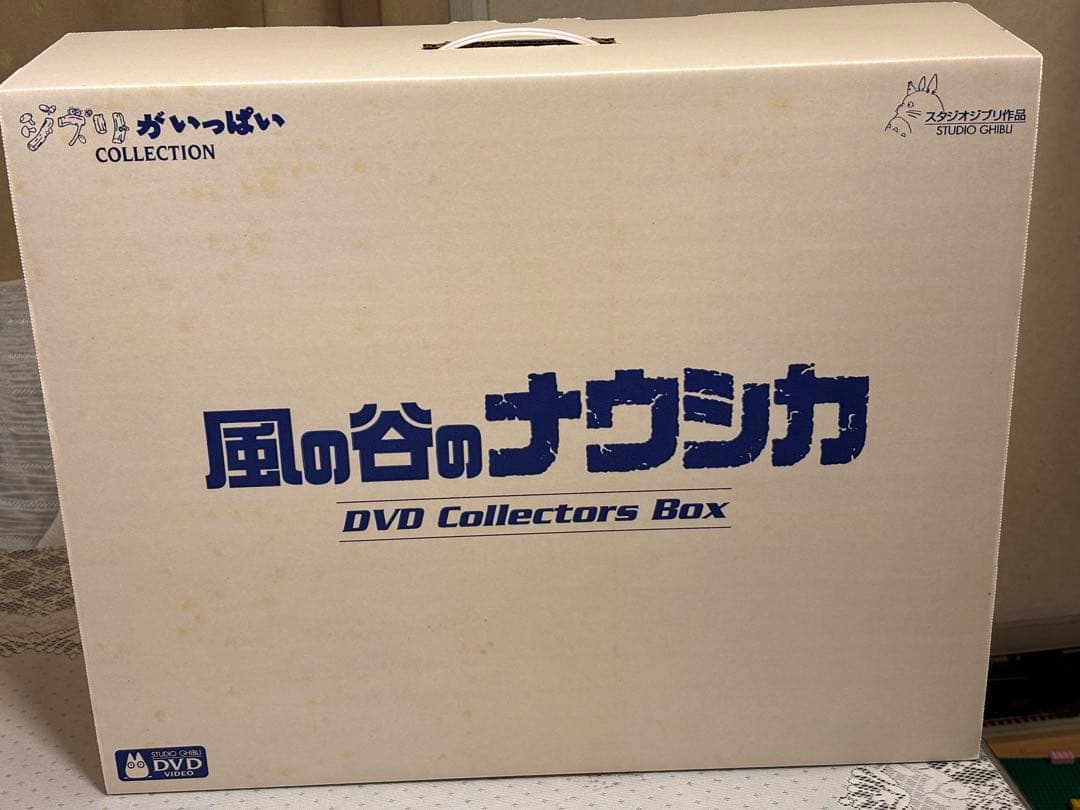 ジブリがいっぱい
COLLECTION
スタジオジブリ作品
STUDIO GHIBLI
風の谷のナウシカ
DVD Collectors Box
STUDIO GHIBLI
DVD
VIDEO